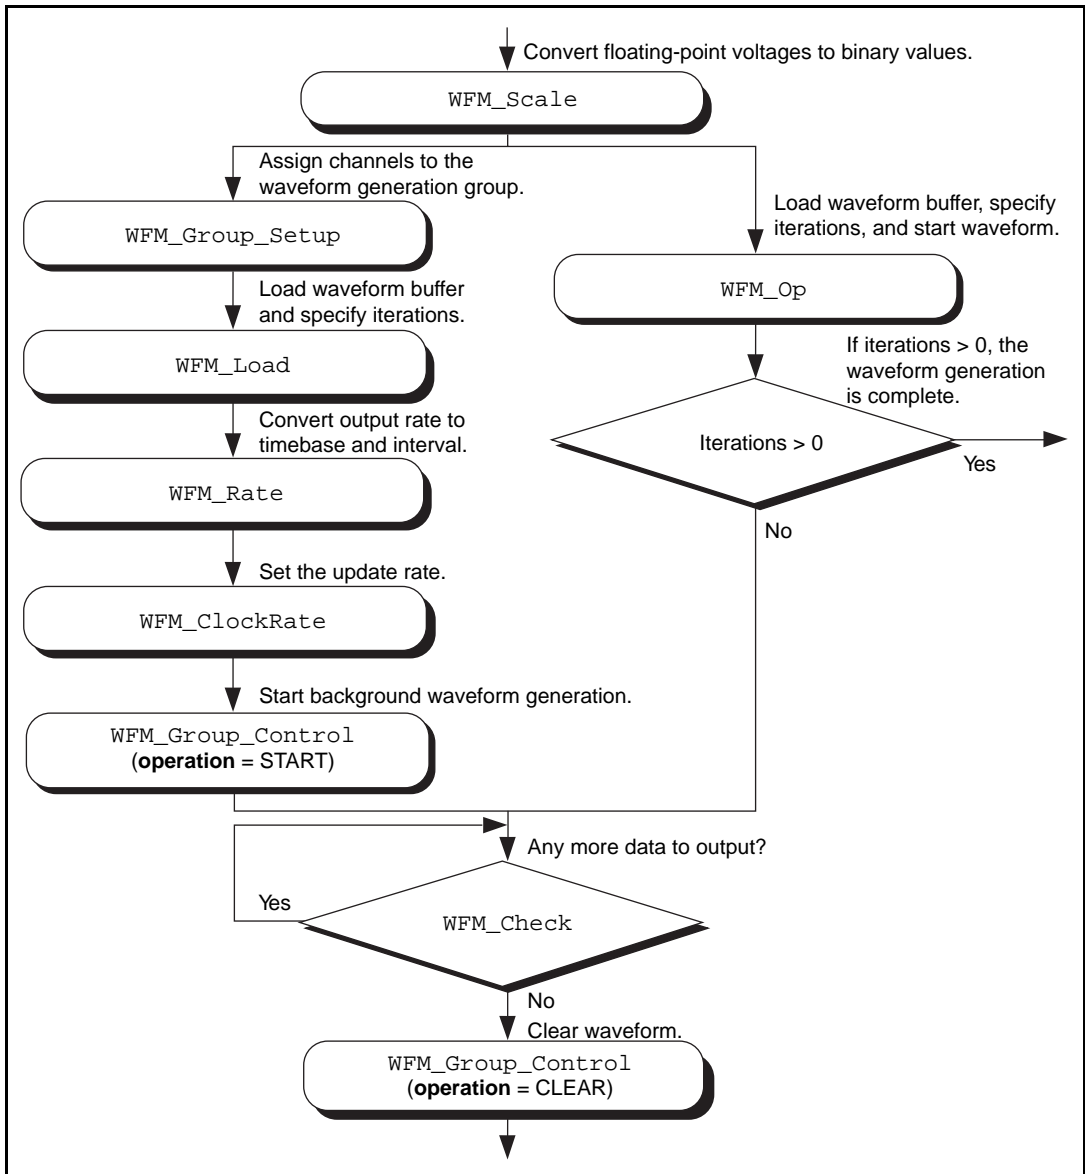 Convert floating-point voltages to binary values.
WFM_Scale
Assign channels to the
waveform generation group.
WFM_Group_Setup
Load waveform buffer
and specify iterations.
WFM_Load
Convert output rate to
timebase and interval.
WFM_Rate
Set the update rate.
WFM_ClockRate
Start background waveform generation.
WFM_Group_Control
(operation = START)
Load waveform buffer, specify
iterations, and start waveform.
WFM_Op
If iterations > 0, the
waveform generation
is complete.
Iterations > 0
Yes
No
Any more data to output?
Yes
WFM_Check
No
Clear waveform.
WFM_Group_Control
(operation = CLEAR)